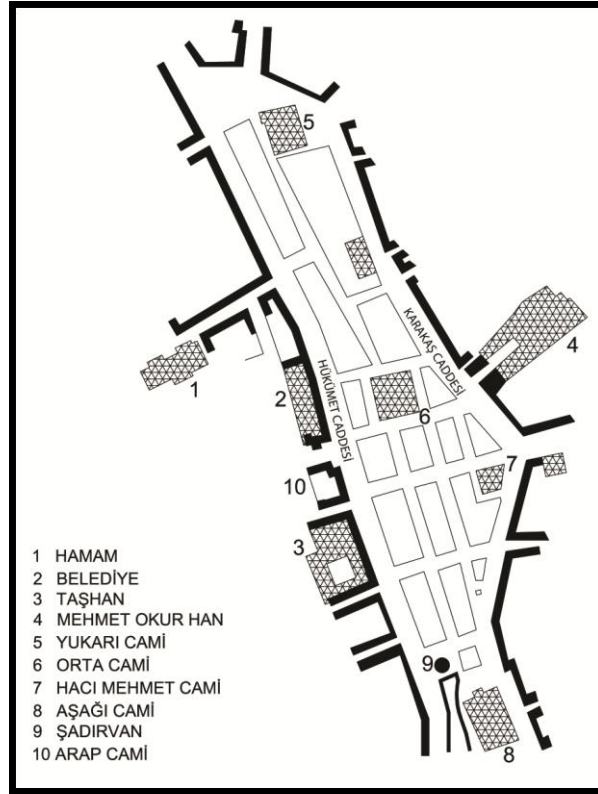 5
KARAKAŞ CADDESİ
4
1
2
HÜKÜMET CADDESİ
6
7
10
3
9
8
1 HAMAM
2 BELEDİYE
3 TAŞHAN
4 MEHMET OKUR HAN
5 YUKARI CAMİ
6 ORTA CAMİ
7 HACI MEHMET CAMİ
8 AŞAĞI CAMİ
9 ŞADIRVAN
10 ARAP CAMİ